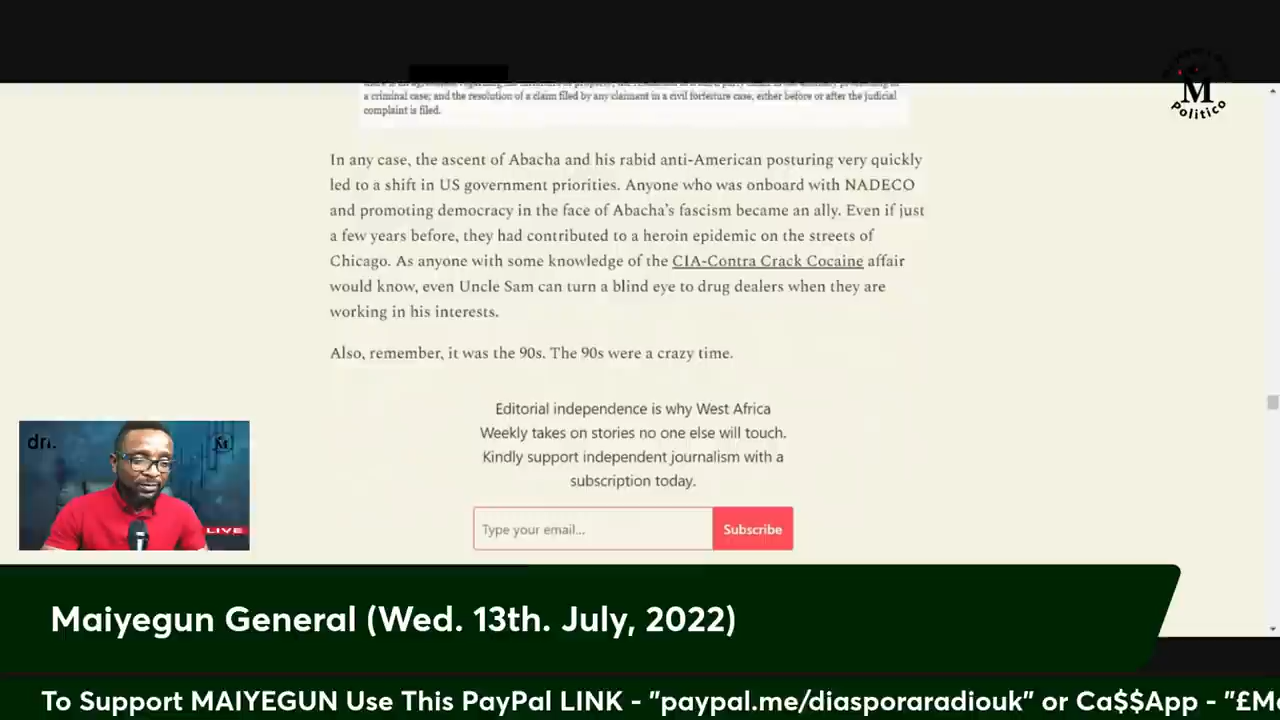 a criminal case; and the resolution of a claim filed by any claimant in a civil forfeiture case, either before or after the judicial
complaint is filed.
M
Politico
In any case, the ascent of Abacha and his rabid anti-American posturing very quickly
led to a shift in US government priorities. Anyone who was onboard with NADECO
and promoting democracy in the face of Abacha's fascism became an ally. Even if just
a few years before, they had contributed to a heroin epidemic on the streets of
Chicago. As anyone with some knowledge of the CIA-Contra Crack Cocaine affair
would know, even Uncle Sam can turn a blind eye to drug dealers when they are
working in his interests.
Also, remember, it was the 90s. The 90s were a crazy time.
Editorial independence is why West Africa
Weekly takes on stories no one else will touch.
Kindly support independent journalism with a
subscription today.
Type your email...
Subscribe
LIVE
Maiyegun General (Wed. 13th. July, 2022)
To Support MAIYEGUN Use This PayPal LINK - "paypal.me/diasporaradiouk" or Ca$$App - "£M